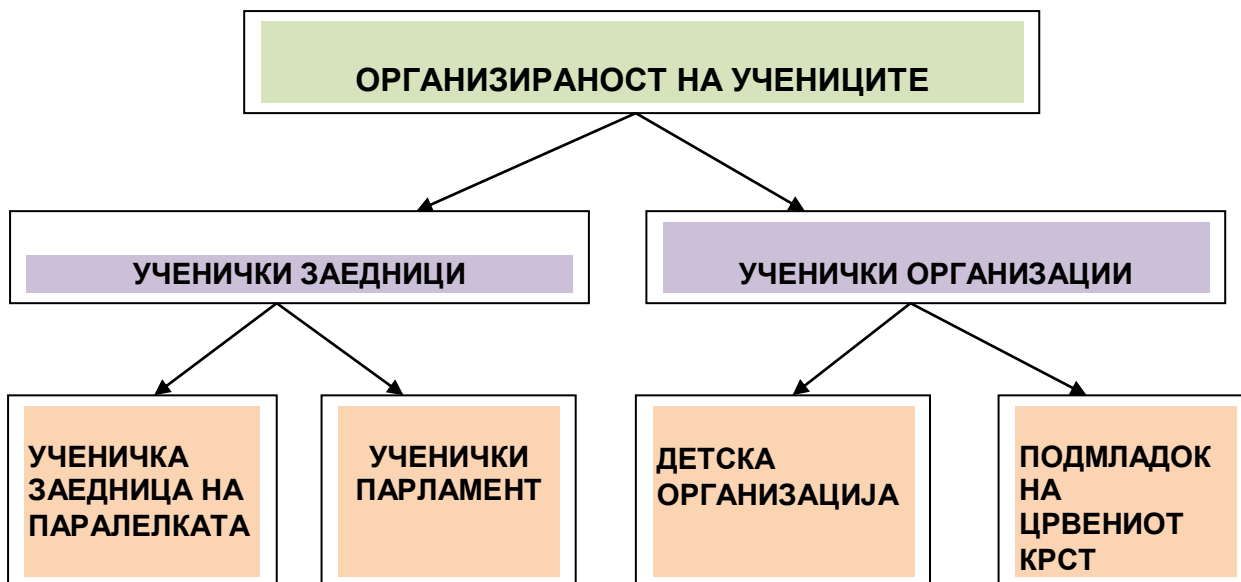 ОРГАНИЗИРАНОСТ НА УЧЕНИЦИТЕ
УЧЕНИЧКИ ЗАЕДНИЦИ
УЧЕНИЧКИ ОРГАНИЗАЦИИ
УЧЕНИЧКА
ЗАЕДНИЦА НА
ПАРАЛЕЛКАТА
УЧЕНИЧКИ
ПАРЛАМЕНТ
ДЕТСКА
ОРГАНИЗАЦИЈА
ПОДМЛАДОК
НА
ЦРВЕНИОТ
КРСТ